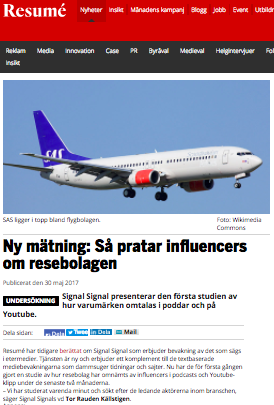 Resumé
Nyheter Insikt Månadens kampanj Blogg Jobb Event Utbildn
Reklam Media Innovation Case PR Byråval Medieval Helgintervjuer F
Insikt
SAS
SAS ligger i topp bland flygbolagen.
Foto: Wikimedia
Commons
Ny mätning: Så pratar influencers
om resebolagen
Publicerat den 30 maj 2017
UNDERSÖKNING Signal Signal presenterar den första studien av
hur varumärken omtalas i poddar och på
Youtube.
Dela sidan: Dela Tweet Dela Mail
Resumé har tidigare berättat om Signal Signal som erbjuder bevakning av det som sägs
i etermedier. Tjänsten är ny och erbjuder ett komplement till de textbaserade
mediebevakningarna som dammsuger tidningar och sajter. Nu har de för första gången
gjort en studie av hur resebolag har omnämnts av influencers i podcasts och Youtube-
klipp under de senaste två månaderna.
– Vi har studerat varenda minut och sökt efter de ledande aktörerna inom branschen,
säger Signal Signals vd Tor Rauden Källstigen.